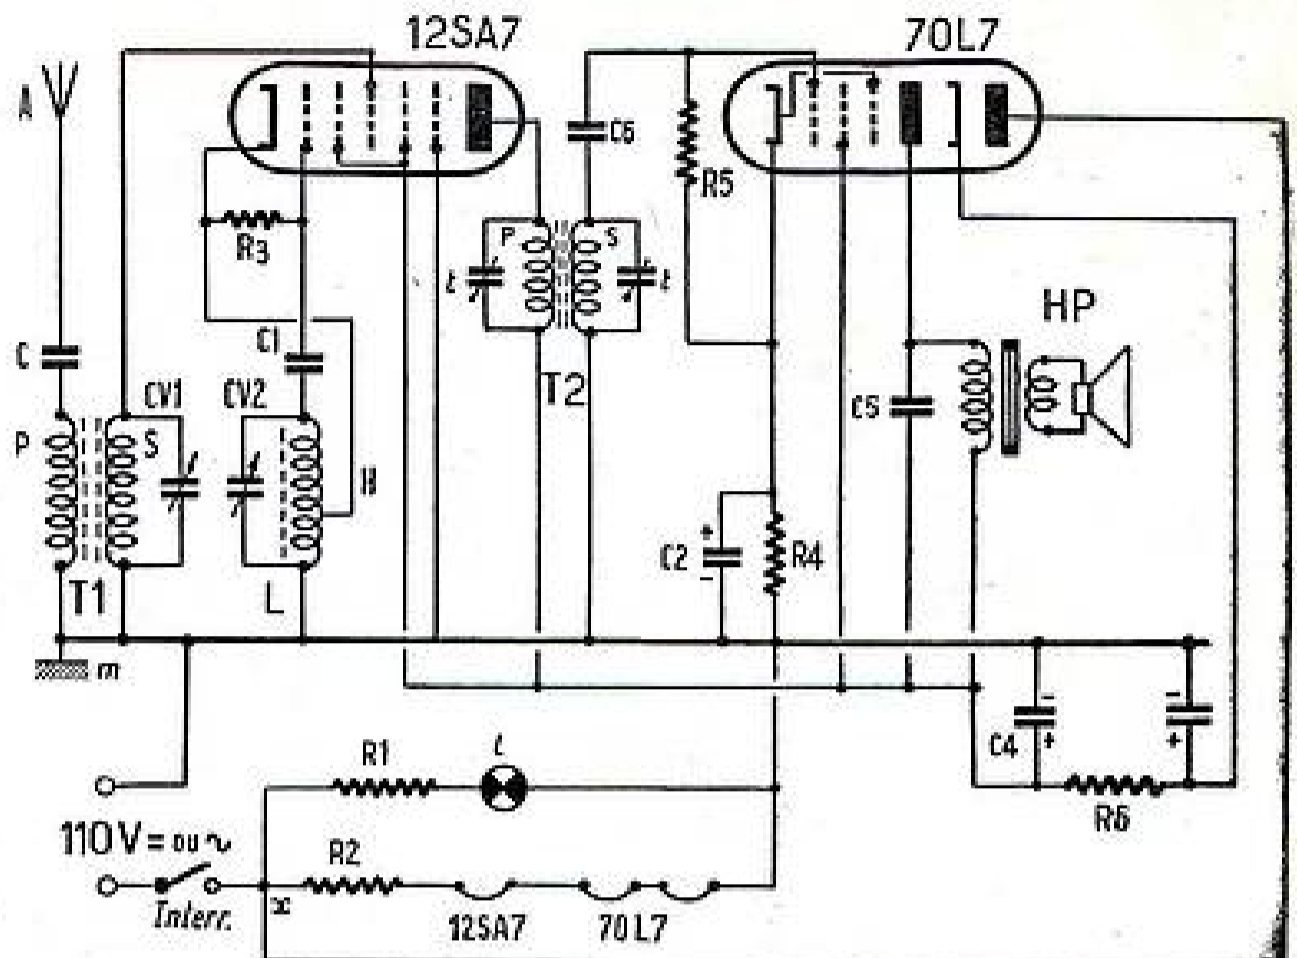 12SA7
70L7
A
C6
R5
R3
P
S
t
t
HP
C
C1
CV1
CV2
T2
C5
P
S
H
+
C2
-
R4
T1
L
m
-
C4
+
-
+
R1
l
R6
110V = ou ~
R2
Interr.
x
12SA7
70L7